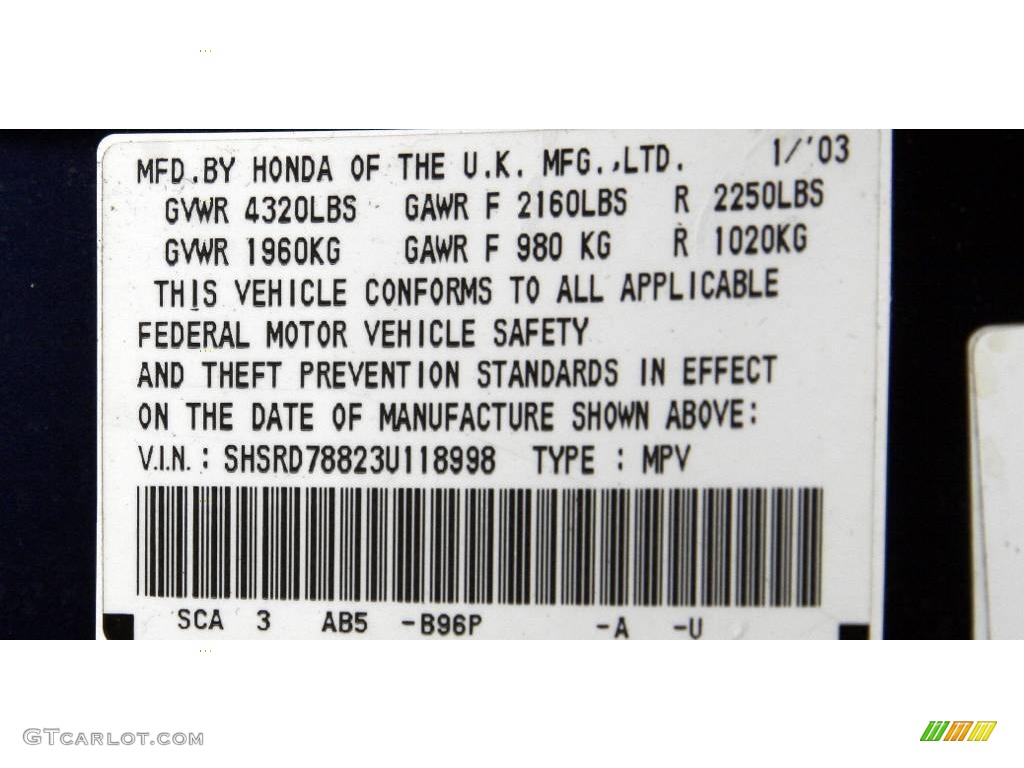 MFD.BY HONDA OF THE U.K. MFG.,LTD. 1/'03
GVWR 4320LBS GAWR F 2160LBS R 2250LBS
GVWR 1960KG GAWR F 980 KG R 1020KG
THIS VEHICLE CONFORMS TO ALL APPLICABLE
FEDERAL MOTOR VEHICLE SAFETY
AND THEFT PREVENTION STANDARDS IN EFFECT
ON THE DATE OF MANUFACTURE SHOWN ABOVE:
V.I.N.: SHSRD78823U118998 TYPE : MPV
SCA 3 AB5 -B96P -A -U
GTCARLOT.COM